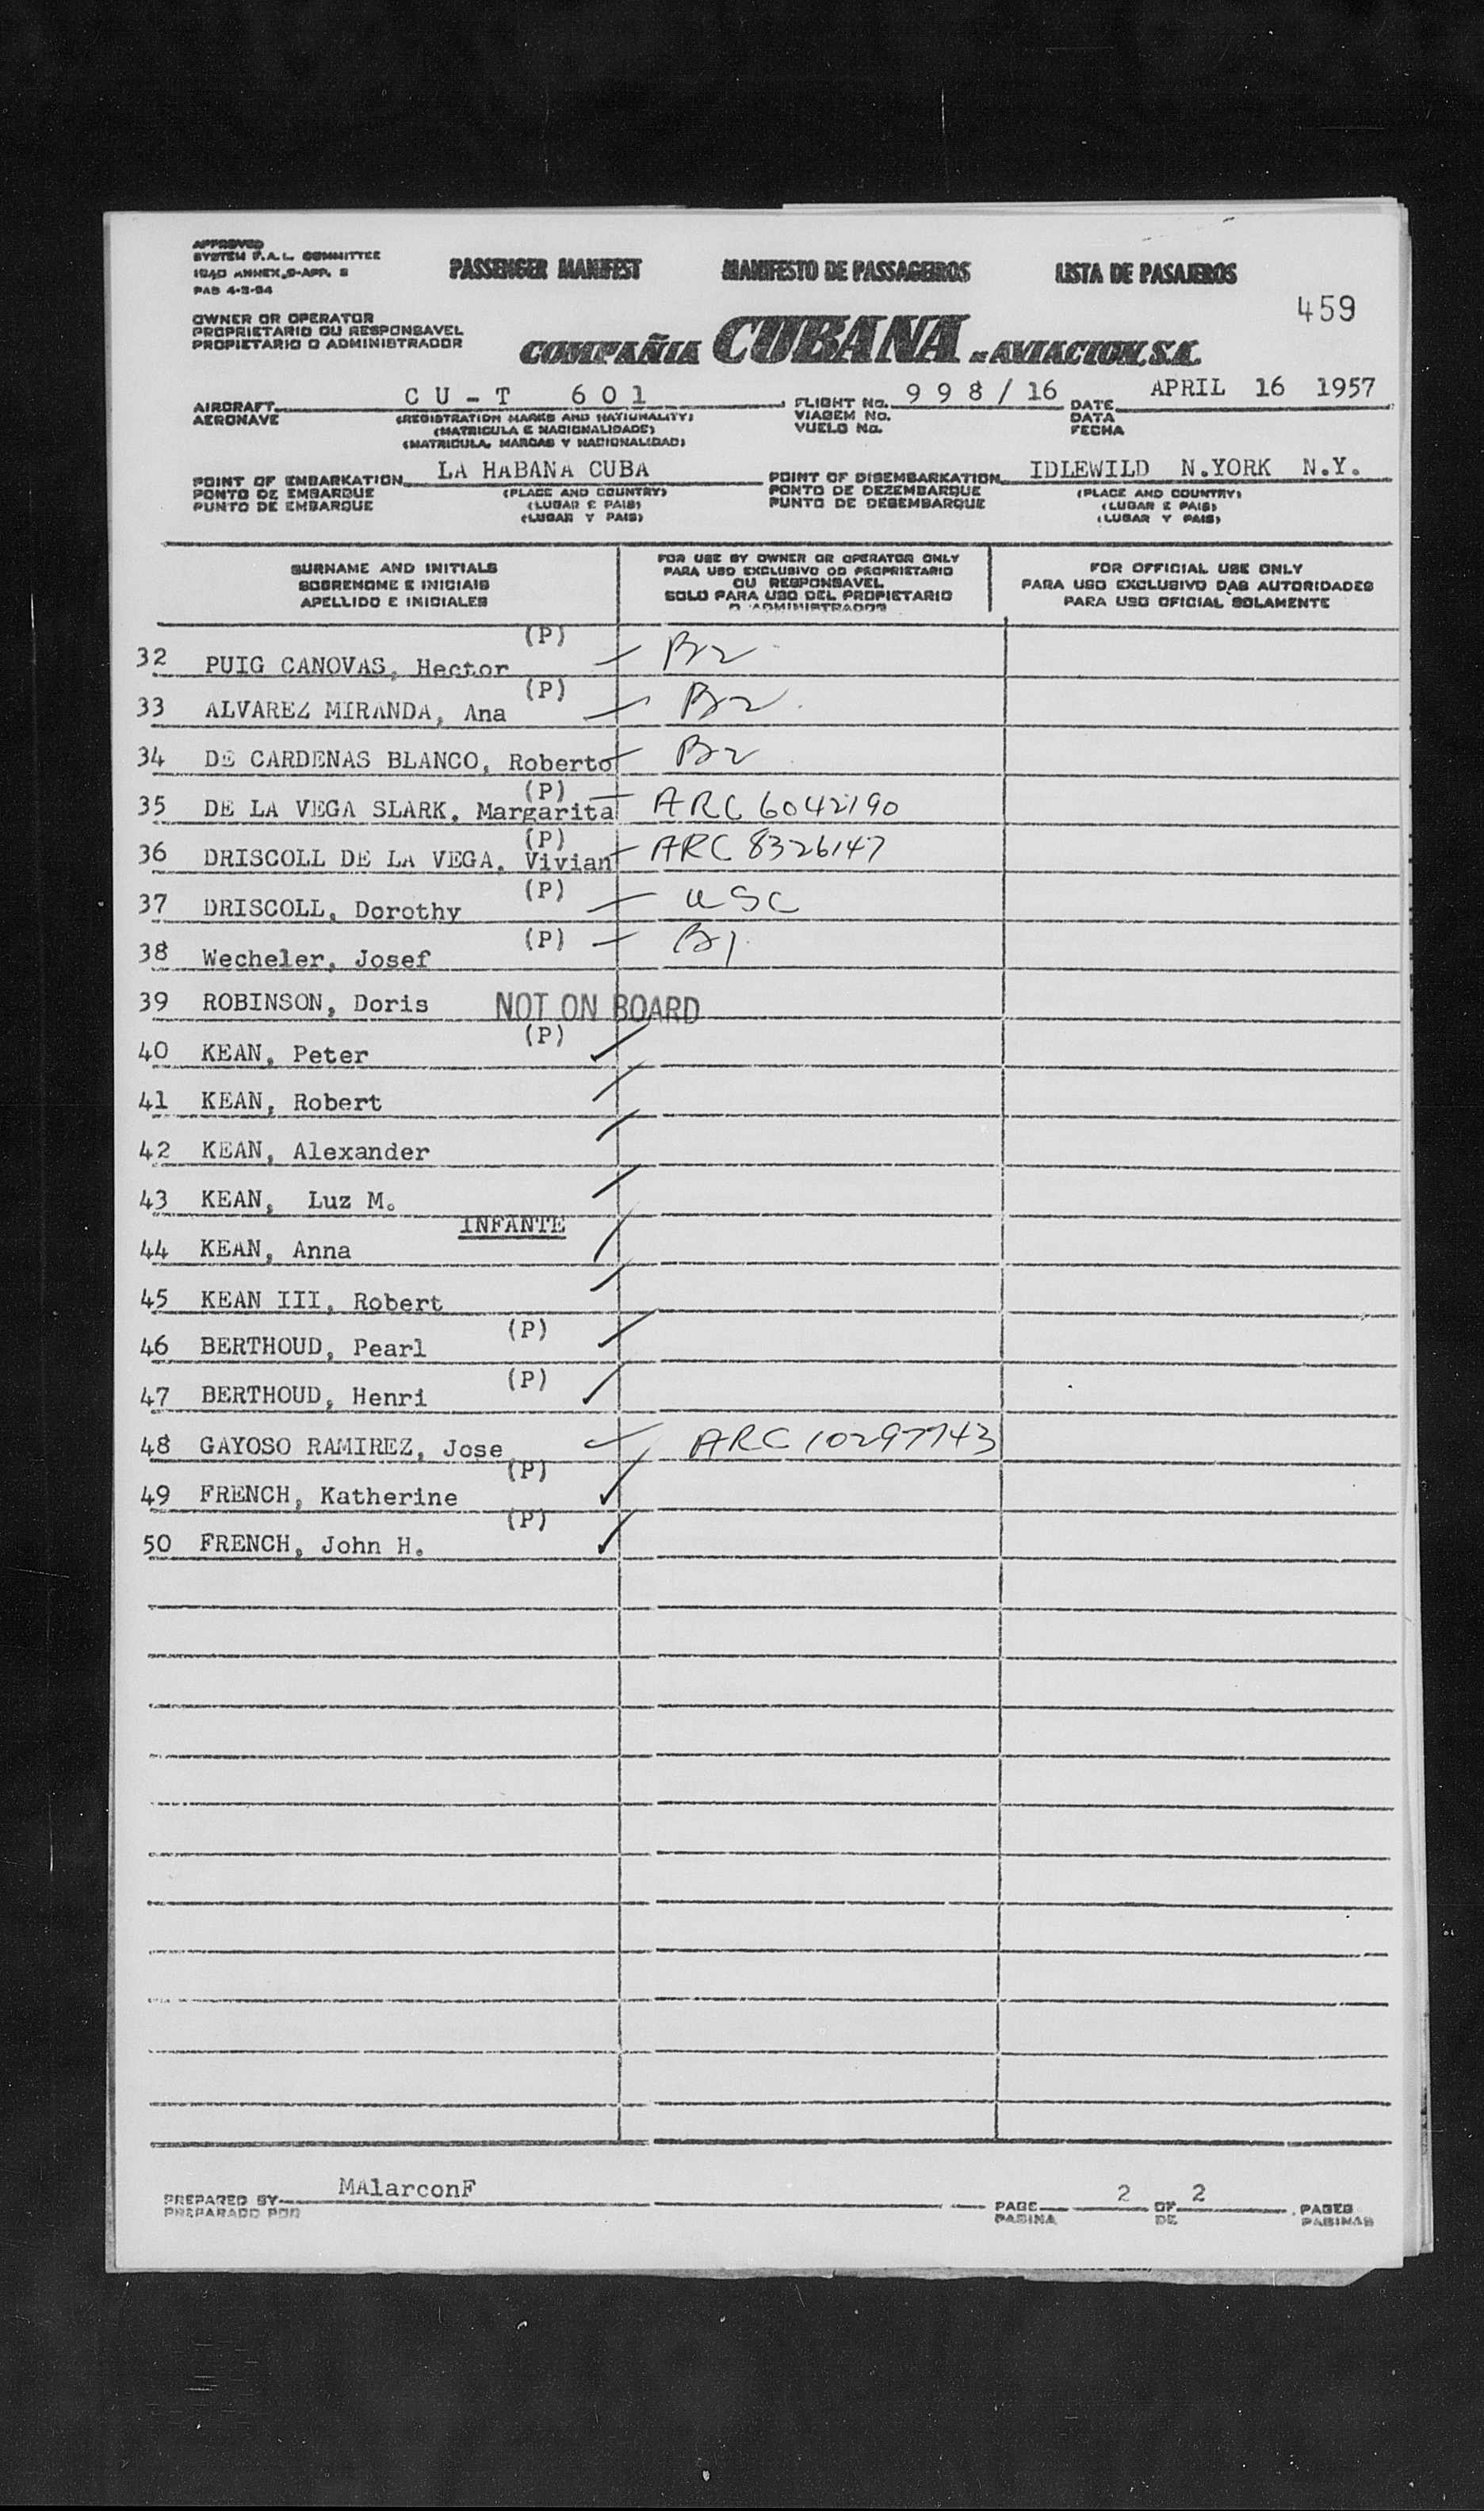 APPROVED
SYSTEM F.A.L. COMMITTEE
ICAO ANNEX.9-APP. 3
PAB 4-3-54
PASSENGER MANIFEST MANIFESTO DE PASSAGEIROS LISTA DE PASAJEROS
459
OWNER OR OPERATOR
PROPRIETARIO OU RESPONSAVEL
PROPIETARIO O ADMINISTRADOR
COMPAÑIA CUBANA DE AVIACION, S.A.
AIRCRAFT CU-T 601 FLIGHT No. 998/16 DATE APRIL 16 1957
AERONAVE (REGISTRATION MARKS AND NATIONALITY) VIAGEM No. DATA
(MATRICULA E NACIONALIDADE) VUELO No. FECHA
(MATRICULA, MARCAS Y NACIONALIDAD)
POINT OF EMBARKATION LA HABANA CUBA POINT OF DISEMBARKATION IDLEWILD N.YORK N.Y.
PONTO DE EMBARQUE (PLACE AND COUNTRY) PONTO DE DEZEMBARQUE (PLACE AND COUNTRY)
PUNTO DE EMBARQUE (LUGAR E PAIS) PUNTO DE DESEMBARQUE (LUGAR E PAIS)
(LUGAR Y PAIS) (LUGAR Y PAIS)
SURNAME AND INITIALS
SOBRENOME E INICIAIS
APELLIDO E INICIALES
FOR USE BY OWNER OR OPERATOR ONLY
PARA USO EXCLUSIVO DO PROPRIETARIO
OU RESPONSAVEL
SOLO PARA USO DEL PROPIETARIO
O ADMINISTRADOR
FOR OFFICIAL USE ONLY
PARA USO EXCLUSIVO DAS AUTORIDADES
PARA USO OFICIAL SOLAMENTE
32 PUIG CANOVAS, Hector (P) B2
33 ALVAREZ MIRANDA, Ana (P) B2
34 DE CARDENAS BLANCO, Roberto B2
35 DE LA VEGA SLARK, Margarita (P) ARC 6042190
36 DRISCOLL DE LA VEGA, Vivian (P) ARC 8326147
37 DRISCOLL, Dorothy (P) USC
38 Wecheler, Josef (P) B1
39 ROBINSON, Doris NOT ON BOARD
40 KEAN, Peter (P)
41 KEAN, Robert
42 KEAN, Alexander
43 KEAN, Luz M.
44 KEAN, Anna INFANTE
45 KEAN III, Robert
46 BERTHOUD, Pearl (P)
47 BERTHOUD, Henri (P)
48 GAYOSO RAMIREZ, Jose ARC 10297743
49 FRENCH, Katherine (P)
50 FRENCH, John H. (P)
PREPARED BY MAlarconF PAGE 2 OF 2 PAGES
PREPARADO POR PAGINA DE PAGINAS